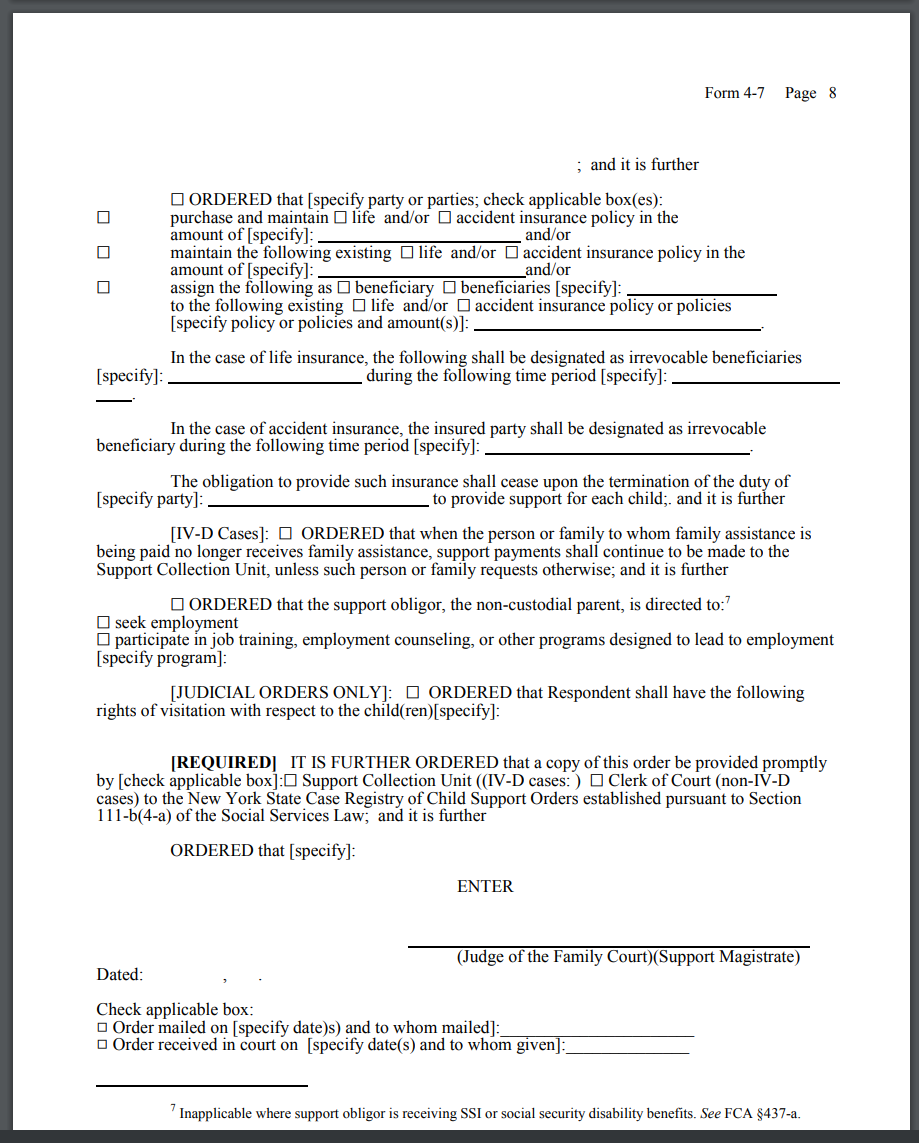 Form 4-7 Page 8
; and it is further
☐ ORDERED that [specify party or parties; check applicable box(es):
☐ purchase and maintain ☐ life and/or ☐ accident insurance policy in the
amount of [specify]: ____________________ and/or
☐ maintain the following existing ☐ life and/or ☐ accident insurance policy in the
amount of [specify]: ____________________and/or
☐ assign the following as ☐ beneficiary ☐ beneficiaries [specify]: _______________
to the following existing ☐ life and/or ☐ accident insurance policy or policies
[specify policy or policies and amount(s)]: ____________________________.
In the case of life insurance, the following shall be designated as irrevocable beneficiaries
[specify]: ___________________ during the following time period [specify]: _________________
____.
In the case of accident insurance, the insured party shall be designated as irrevocable
beneficiary during the following time period [specify]: __________________________.
The obligation to provide such insurance shall cease upon the termination of the duty of
[specify party]: ______________________ to provide support for each child;. and it is further
[IV-D Cases]: ☐ ORDERED that when the person or family to whom family assistance is
being paid no longer receives family assistance, support payments shall continue to be made to the
Support Collection Unit, unless such person or family requests otherwise; and it is further
☐ ORDERED that the support obligor, the non-custodial parent, is directed to:⁷
☐ seek employment
☐ participate in job training, employment counseling, or other programs designed to lead to employment
[specify program]:
[JUDICIAL ORDERS ONLY]: ☐ ORDERED that Respondent shall have the following
rights of visitation with respect to the child(ren)[specify]:
[REQUIRED] IT IS FURTHER ORDERED that a copy of this order be provided promptly
by [check applicable box]:☐ Support Collection Unit ((IV-D cases: ) ☐ Clerk of Court (non-IV-D
cases) to the New York State Case Registry of Child Support Orders established pursuant to Section
111-b(4-a) of the Social Services Law; and it is further
ORDERED that [specify]:
ENTER
________________________________________
(Judge of the Family Court)(Support Magistrate)
Dated: , .
Check applicable box:
☐ Order mailed on [specify date(s) and to whom mailed]:______________________
☐ Order received in court on [specify date(s) and to whom given]:______________
⁷ Inapplicable where support obligor is receiving SSI or social security disability benefits. See FCA §437-a.